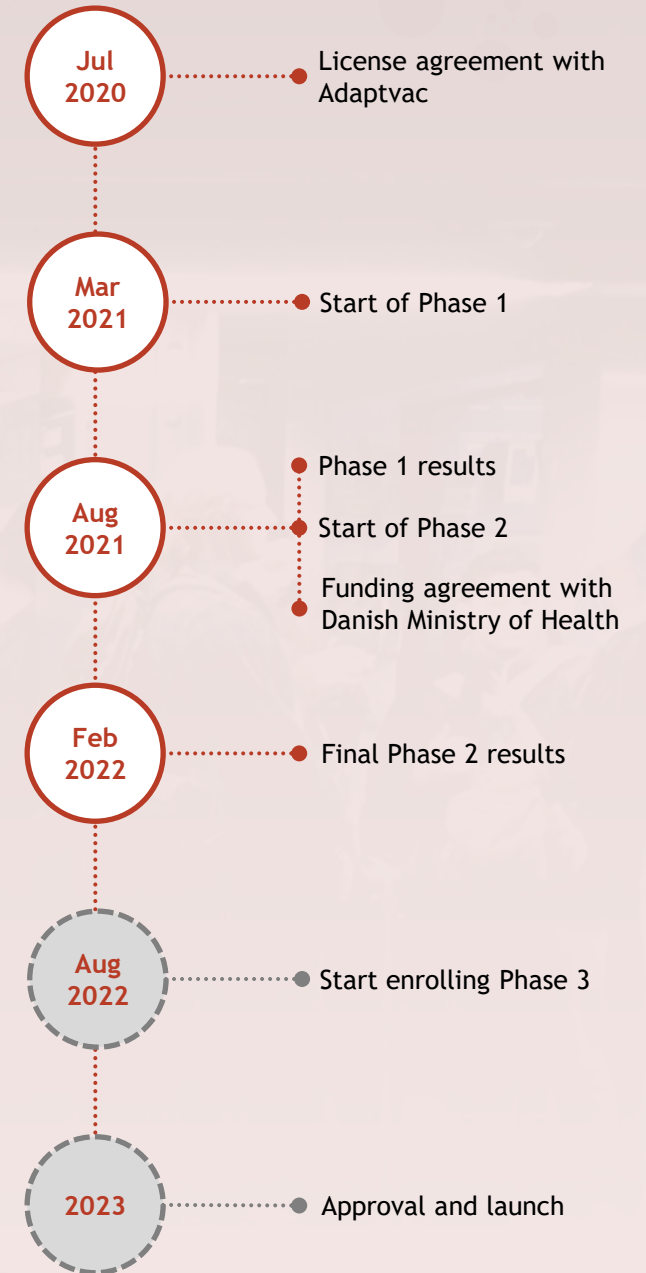 Jul
2020
License agreement with
Adaptvac
Mar
2021
Start of Phase 1
Aug
2021
Phase 1 results
Start of Phase 2
Funding agreement with
Danish Ministry of Health
Feb
2022
Final Phase 2 results
Aug
2022
Start enrolling Phase 3
2023
Approval and launch